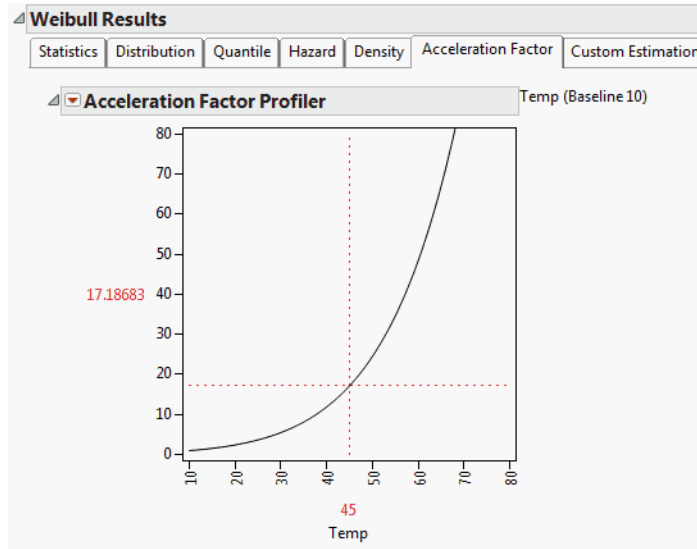 Weibull Results
Statistics Distribution Quantile Hazard Density Acceleration Factor Custom Estimation
Acceleration Factor Profiler Temp (Baseline 10)
80
70
60
50
17.18683 40
30
20
10
0
10 20 30 40 50 60 70 80
45
Temp